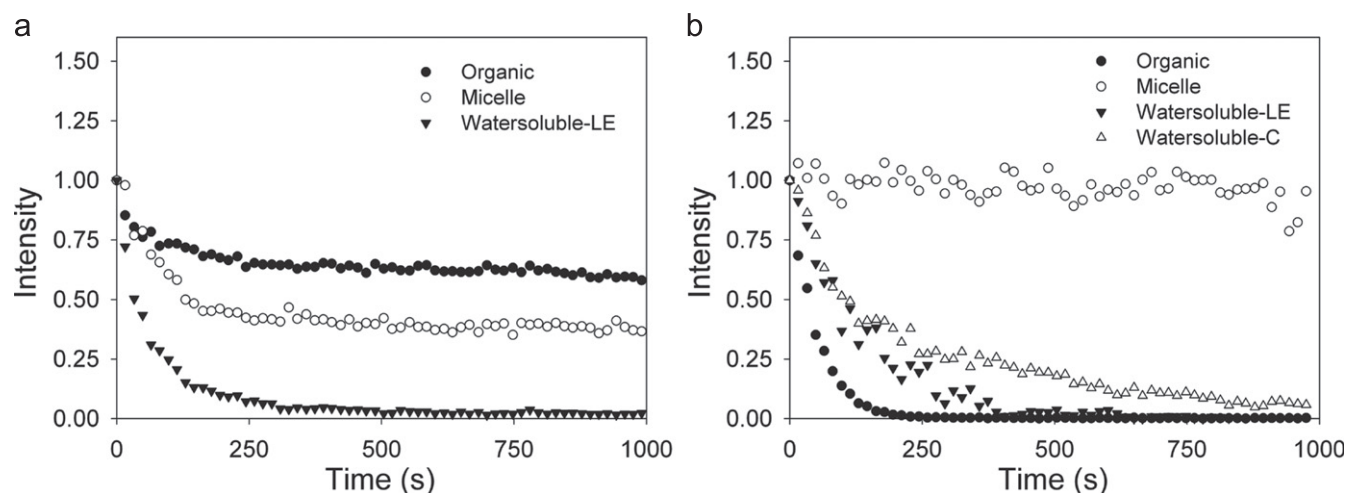 a
1.50
1.25
1.00
0.75
0.50
0.25
0.00
Intensity
Organic
Micelle
Watersoluble-LE
0 250 500 750 1000
Time (s)
b
1.50
1.25
1.00
0.75
0.50
0.25
0.00
Intensity
Organic
Micelle
Watersoluble-LE
Watersoluble-C
0 250 500 750 1000
Time (s)